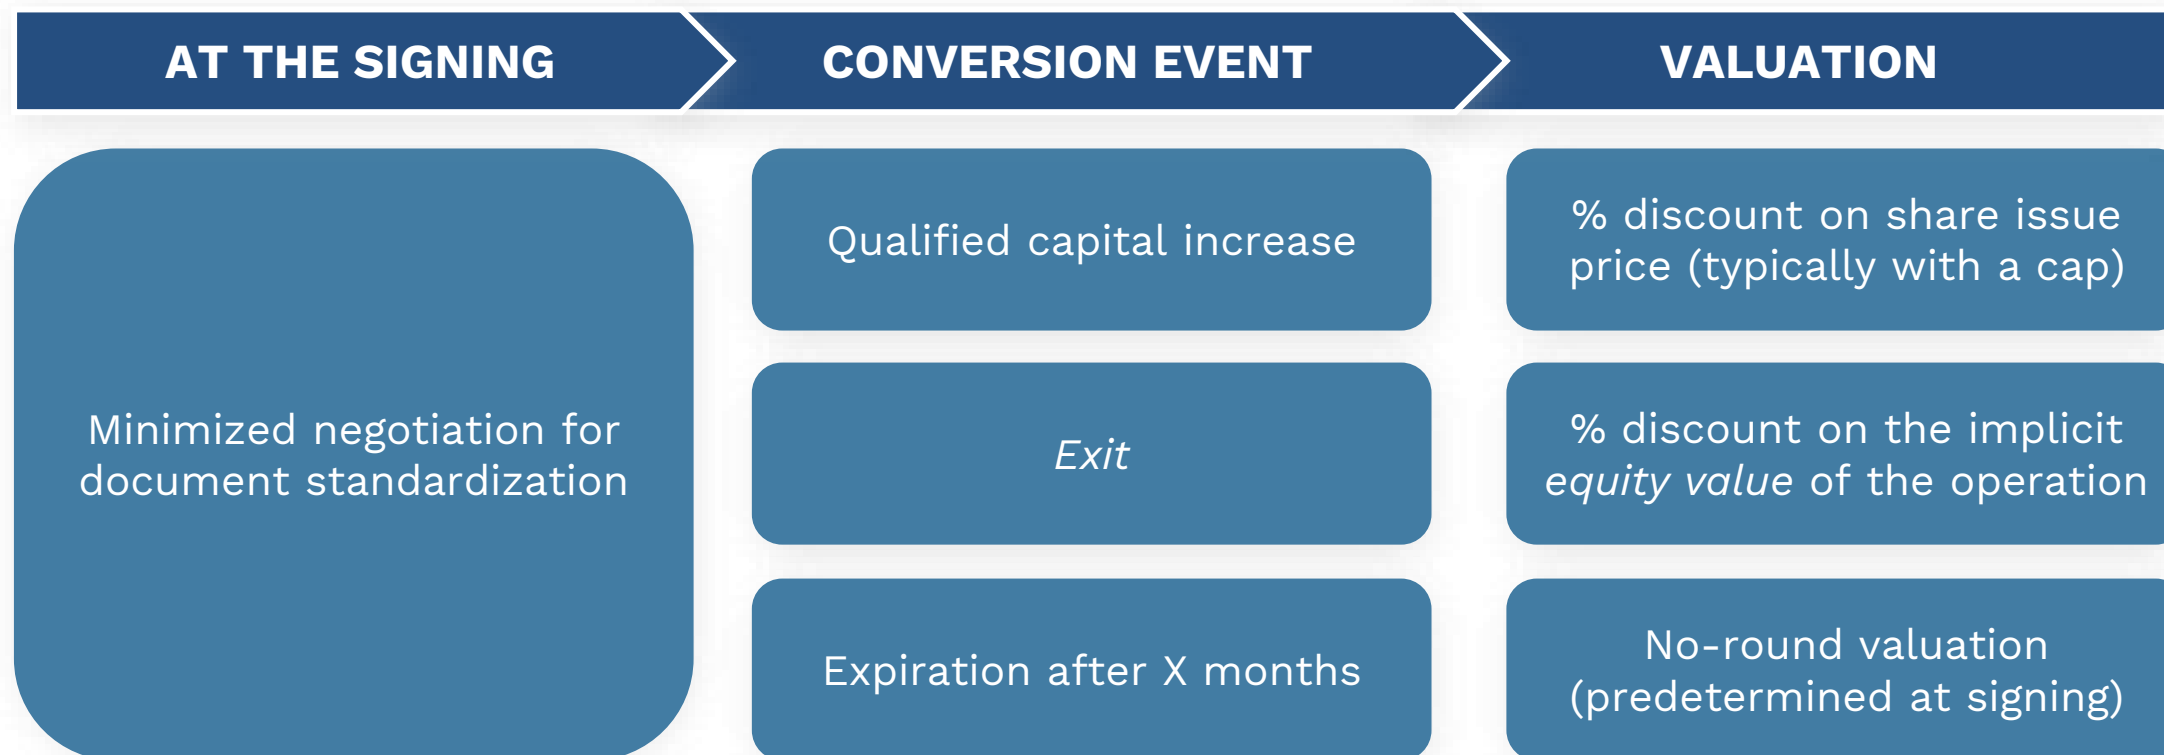 AT THE SIGNING
CONVERSION EVENT
VALUATION
Minimized negotiation for
document standardization
Qualified capital increase
% discount on share issue
price (typically with a cap)
Exit
% discount on the implicit
equity value of the operation
Expiration after X months
No-round valuation
(predetermined at signing)